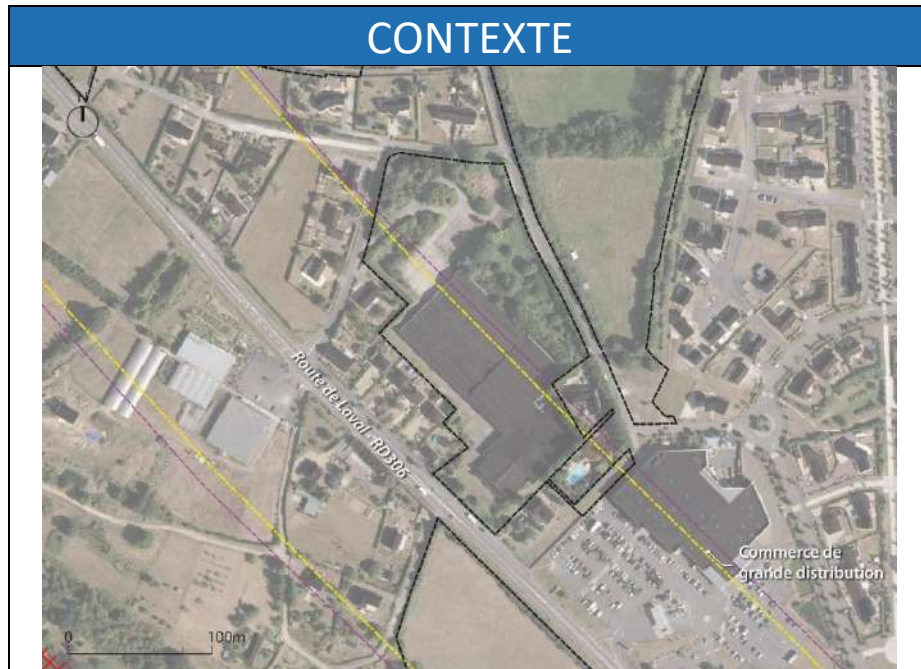 CONTEXTE
Route de Laval - RD306
Commerce de
grande distribution
0
100m